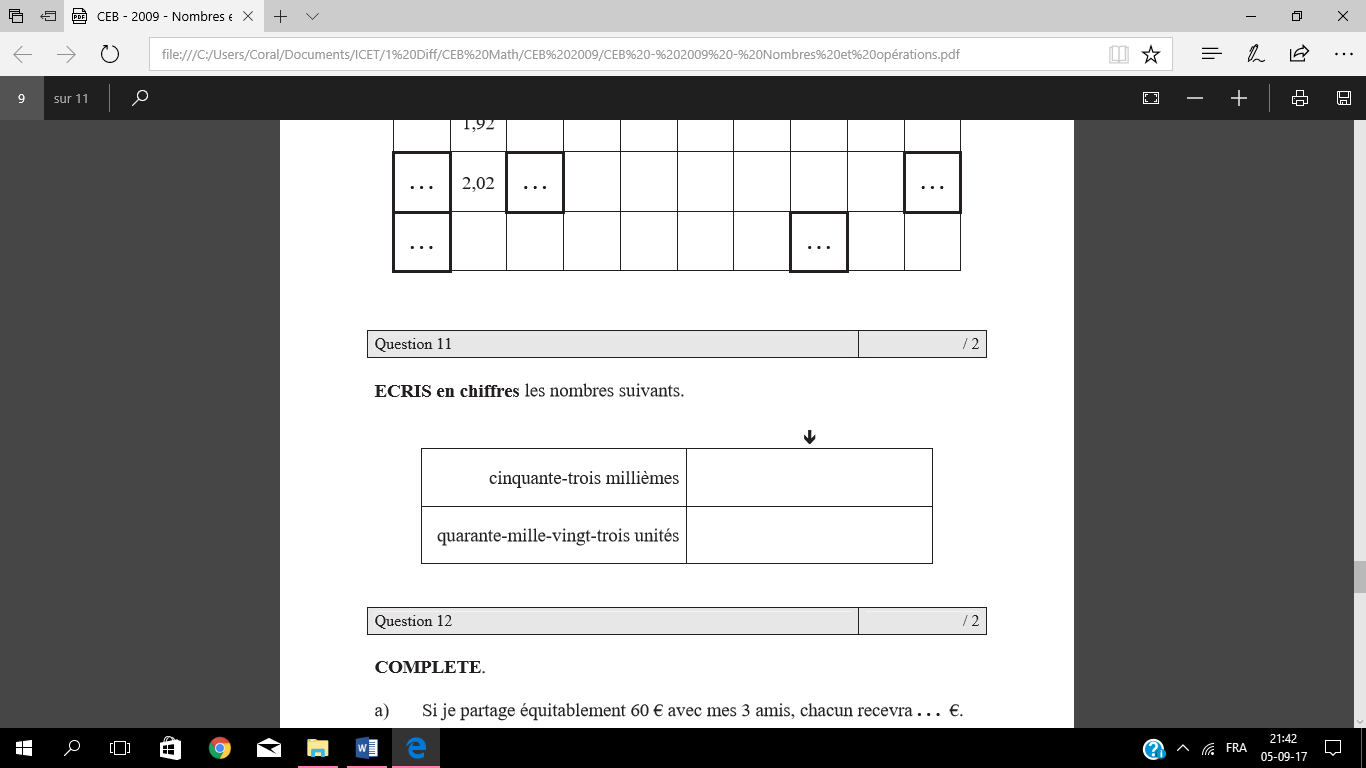 CEB - 2009 - Nombres e
file:///C:/Users/Coral/Documents/ICET/1%20Diff/CEB%20Math/CEB%202009/CEB%20-%202009%20-%20Nombres%20et%20opérations.pdf
9 sur 11
1,92
... 2,02 ... ...
... ...
Question 11 / 2
ECRIS en chiffres les nombres suivants.
cinquante-trois millièmes
quarante-mille-vingt-trois unités
Question 12 / 2
COMPLETE.
a) Si je partage équitablement 60 € avec mes 3 amis, chacun recevra ... €.
FRA
21:42
05-09-17